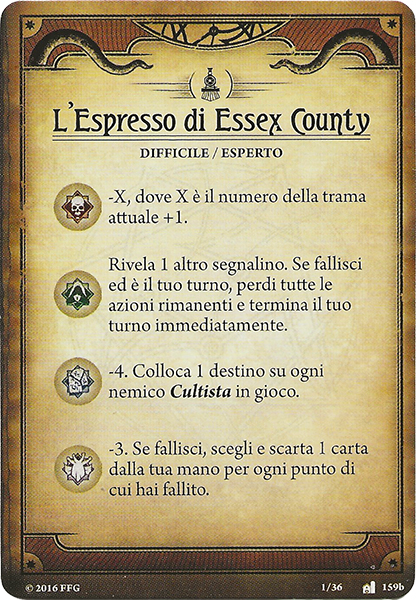 L'Espresso di Essex County
DIFFICILE / ESPERTO
-X, dove X è il numero della trama
attuale +1.
Rivela 1 altro segnalino. Se fallisci
ed è il tuo turno, perdi tutte le
azioni rimanenti e termina il tuo
turno immediatamente.
-4. Colloca 1 destino su ogni
nemico Cultista in gioco.
-3. Se fallisci, scegli e scarta 1 carta
dalla tua mano per ogni punto di
cui hai fallito.
© 2016 FFG 1/36 159b